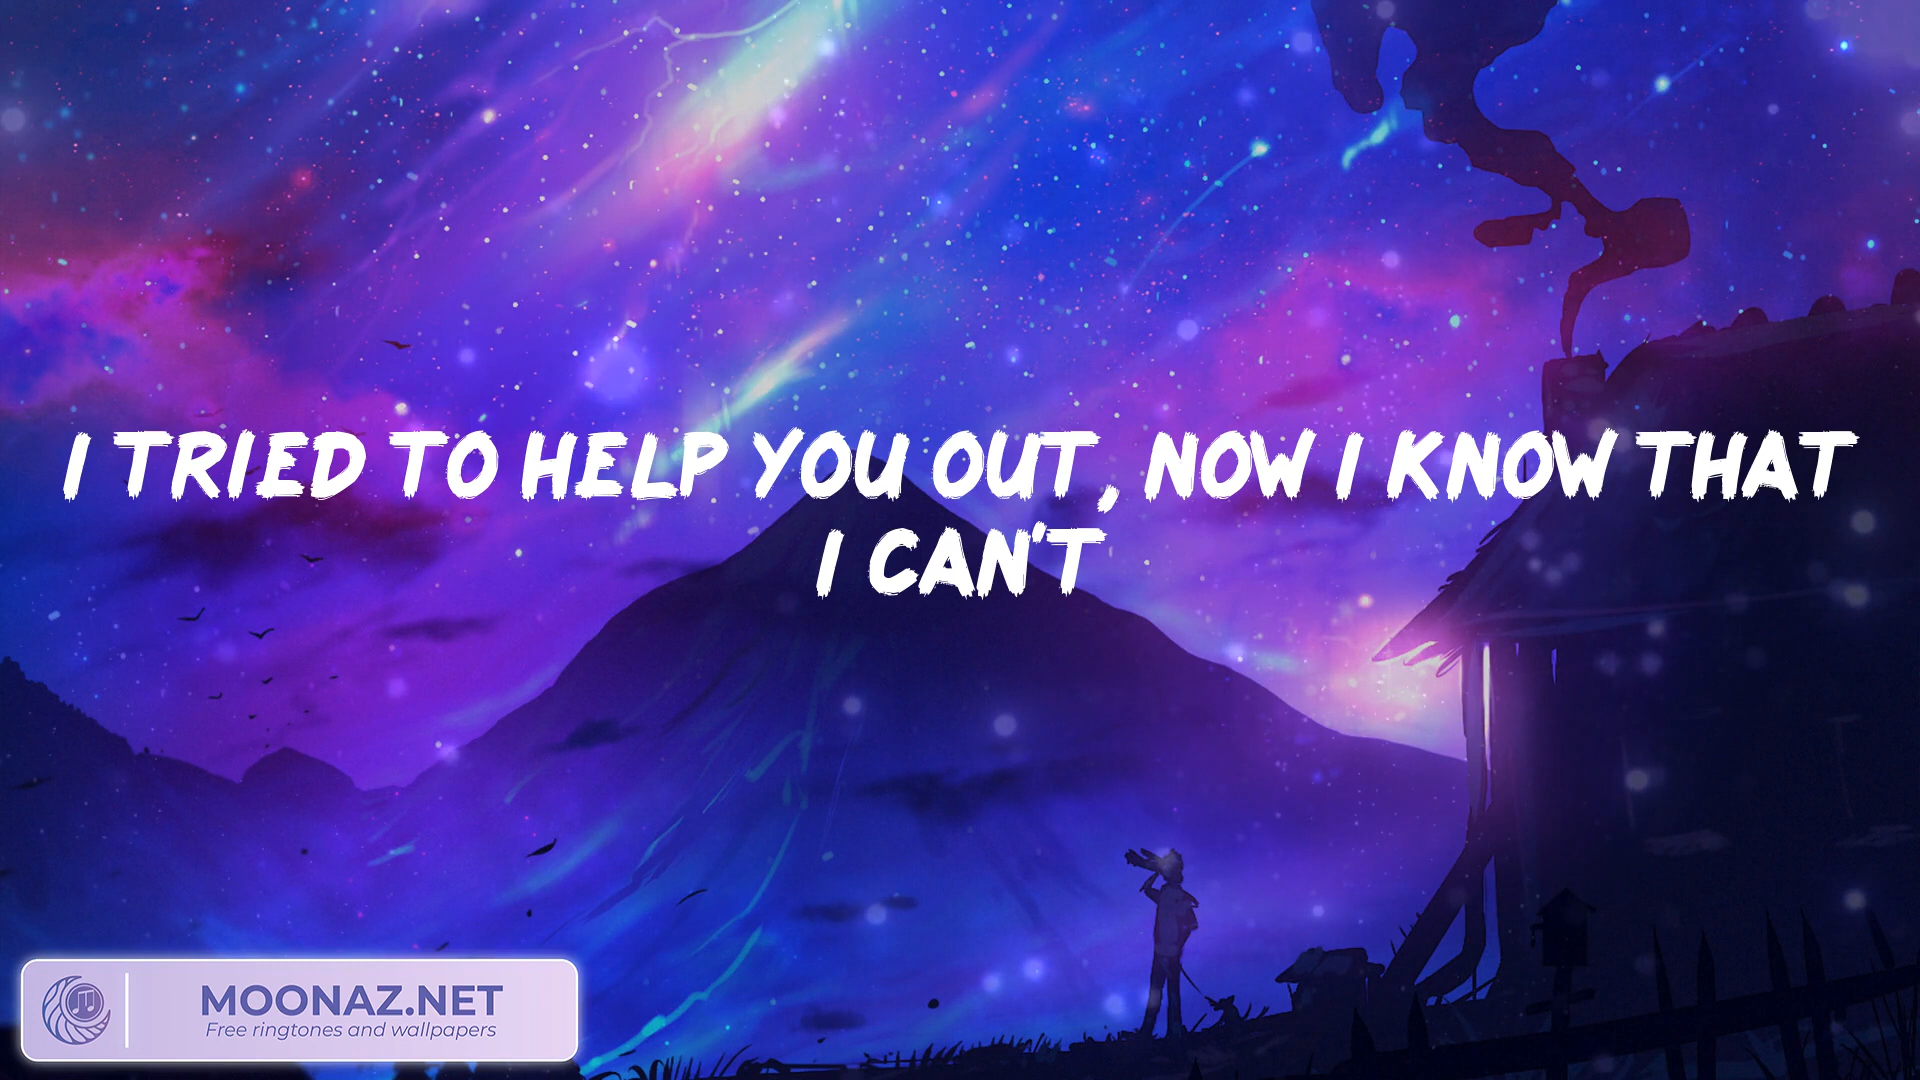 I TRIED TO HELP YOU OUT, NOW I KNOW THAT
I CAN'T
MOONAZ.NET
Free ringtones and wallpapers